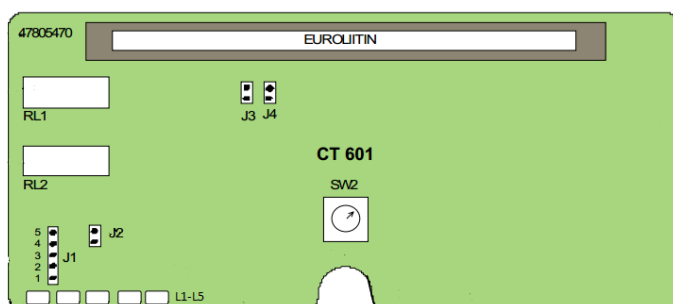 47805470
EUROLIITIN
RL1
J3 J4
CT 601
RL2
SW2
5
J2
4
3
J1
2
1
L1-L5